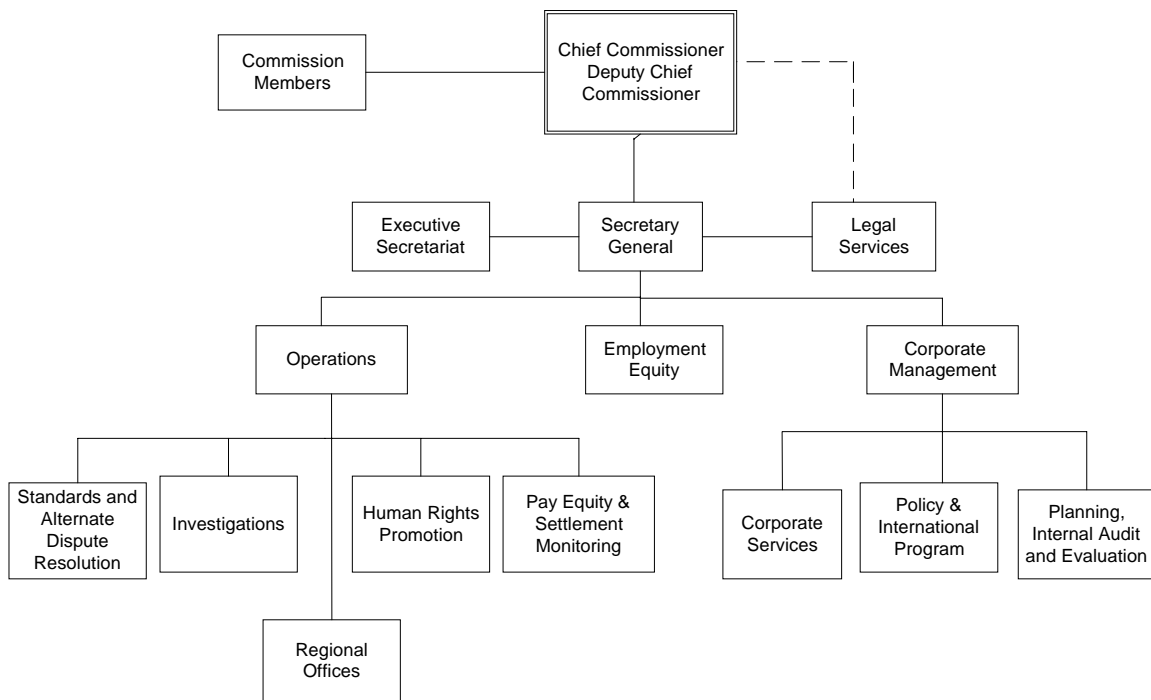 Chief Commissioner
Deputy Chief
Commissioner
Commission
Members
Executive
Secretariat
Secretary
General
Legal
Services
Operations
Employment
Equity
Corporate
Management
Standards and
Alternate
Dispute
Resolution
Investigations
Human Rights
Promotion
Pay Equity &
Settlement
Monitoring
Corporate
Services
Policy &
International
Program
Planning,
Internal Audit
and Evaluation
Regional
Offices